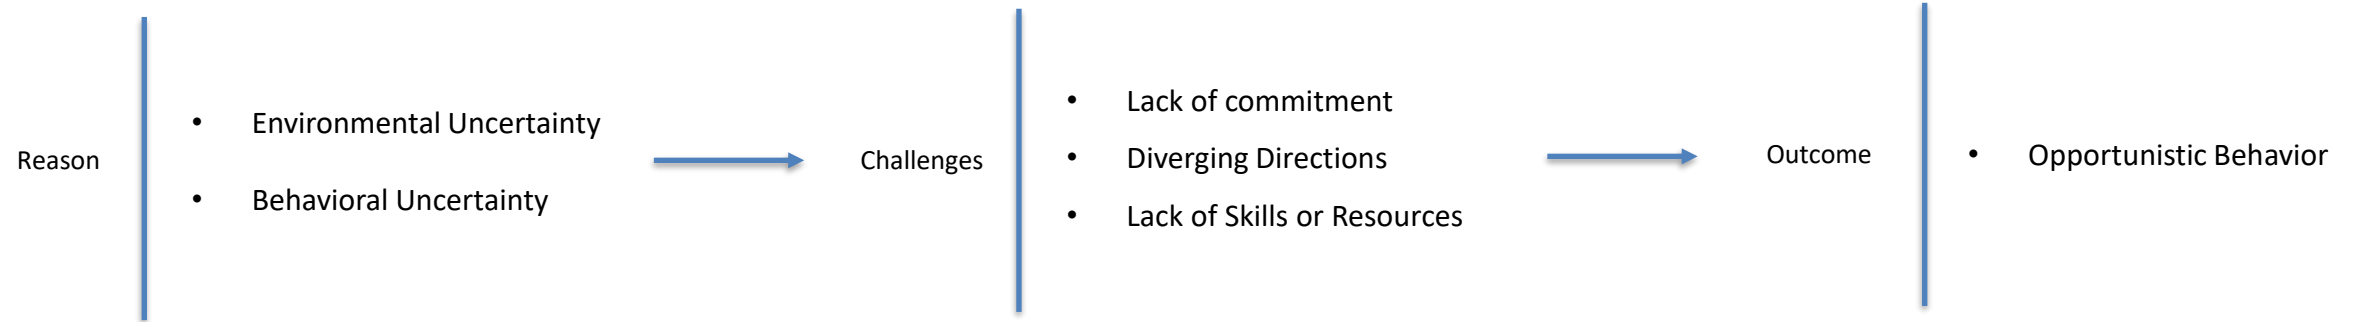 Reason
• Environmental Uncertainty
• Behavioral Uncertainty
Challenges
• Lack of commitment
• Diverging Directions
• Lack of Skills or Resources
Outcome
• Opportunistic Behavior